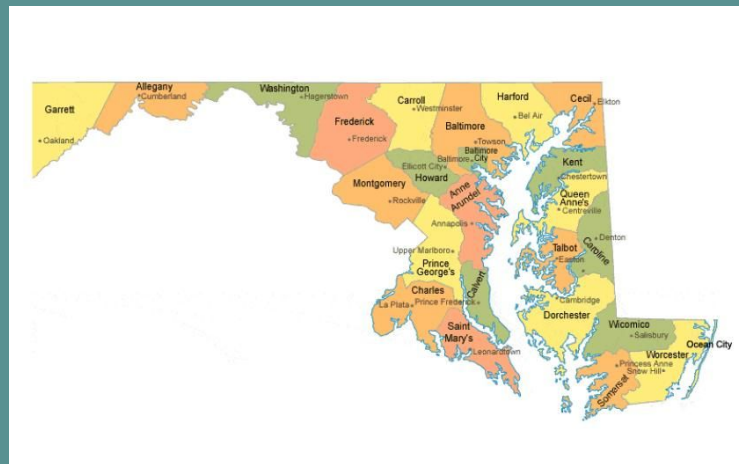 Garrett
Oakland
Allegany
Cumberland
Washington
Hagerstown
Frederick
Frederick
Carroll
Westminster
Baltimore
Towson
Baltimore
City
Baltimore
Harford
Bel Air
Cecil
Elkton
Ellicott City
Howard
Montgomery
Rockville
Anne
Arundel
Annapolis
Kent
Chestertown
Queen
Anne's
Centreville
Talbot
Easton
Caroline
Denton
Upper Marlboro
Prince
George's
Charles
La Plata
Prince Frederick
Calvert
Saint
Mary's
Leonardtown
Cambridge
Dorchester
Wicomico
Salisbury
Worcester
Ocean City
Princess Anne
Snow Hill
Somersat